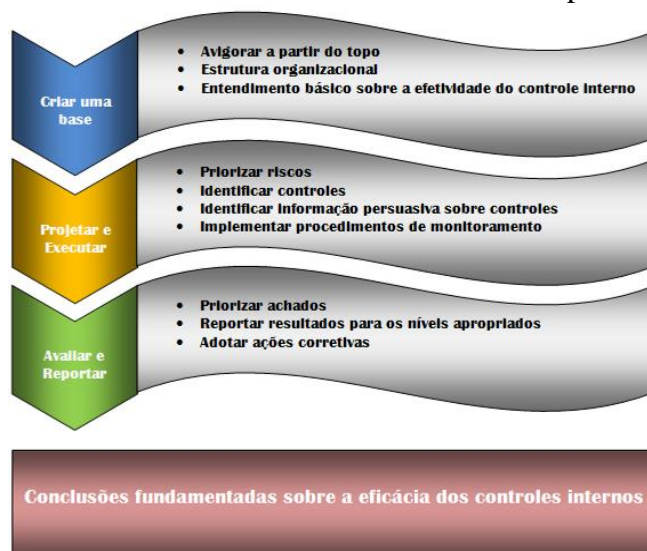 Criar uma
base
• Avigorar a partir do topo
• Estrutura organizacional
• Entendimento básico sobre a efetividade do controle interno
Projetar e
Executar
• Priorizar riscos
• Identificar controles
• Identificar informação persuasiva sobre controles
• Implementar procedimentos de monitoramento
Avaliar e
Reportar
• Priorizar achados
• Reportar resultados para os níveis apropriados
• Adotar ações corretivas
Conclusões fundamentadas sobre a eficácia dos controles internos